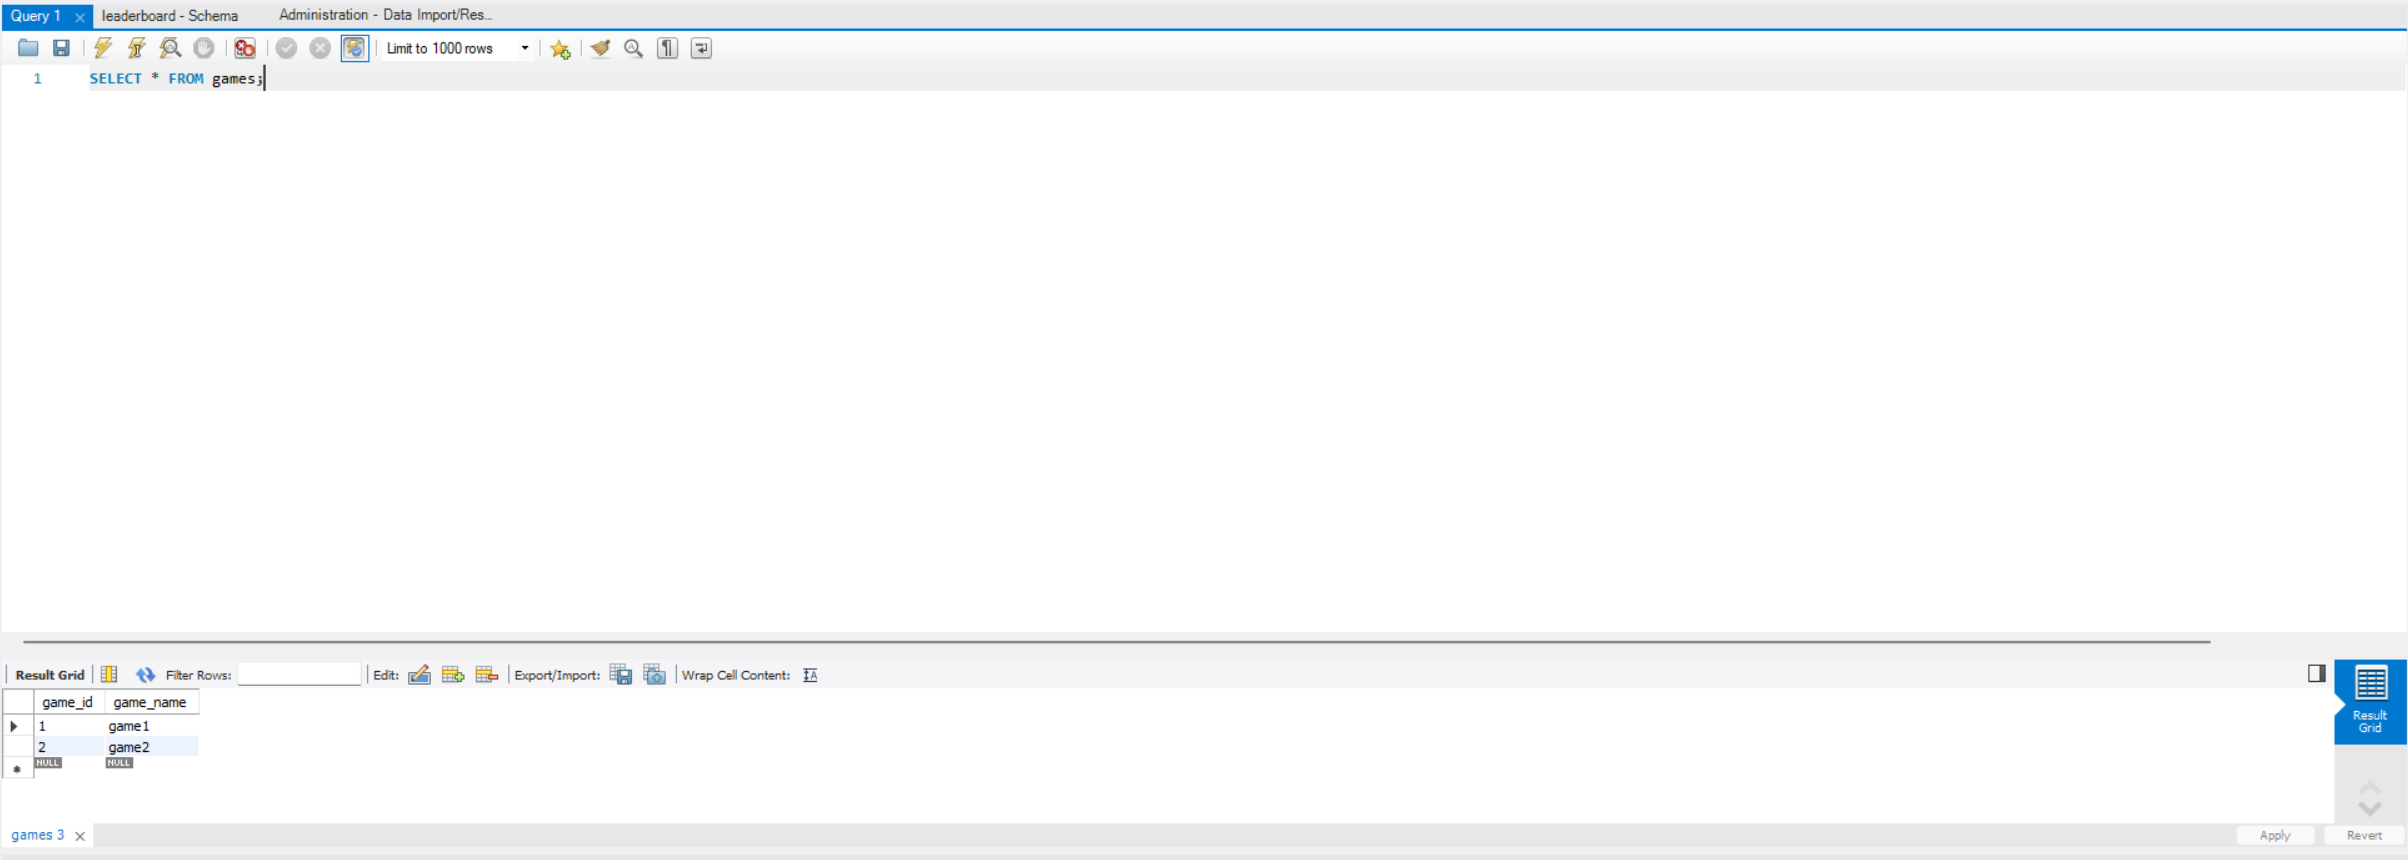 Query 1 leaderboard - Schema Administration - Data Import/Res...
Limit to 1000 rows
1 SELECT * FROM games;
Result Grid Filter Rows: Edit: Export/Import: Wrap Cell Content:
game_id game_name
1 game1
2 game2
NULL NULL
Result
Grid
games 3 Apply Revert